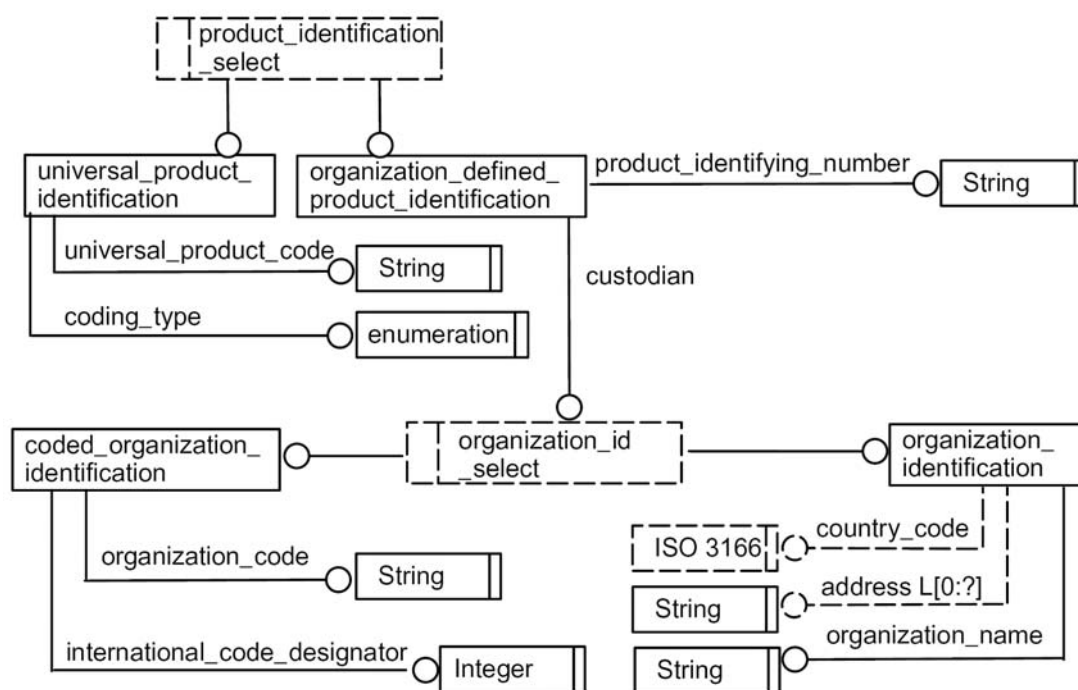 product_identification
_select
universal_product_
identification
organization_defined_
product_identification
product_identifying_number
String
universal_product_code
String
custodian
coding_type
enumeration
coded_organization_
identification
organization_id
_select
organization_
identification
country_code
ISO 3166
organization_code
String
address L[0:?]
String
organization_name
String
international_code_designator
Integer